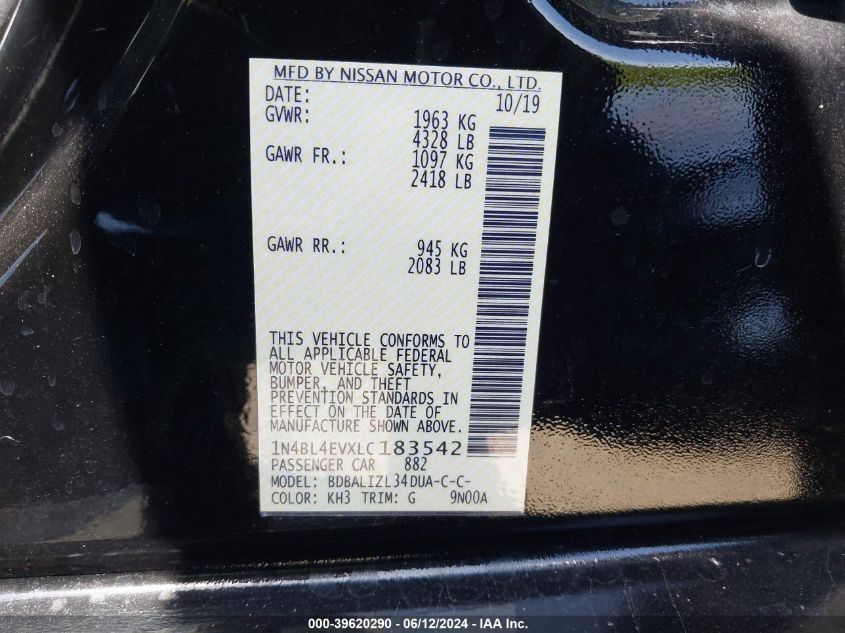 MFD BY NISSAN MOTOR CO., LTD.
DATE: 10/19
GVWR: 1963 KG
4328 LB
GAWR FR.: 1097 KG
2418 LB
GAWR RR.: 945 KG
2083 LB
THIS VEHICLE CONFORMS TO
ALL APPLICABLE FEDERAL
MOTOR VEHICLE SAFETY,
BUMPER, AND THEFT
PREVENTION STANDARDS IN
EFFECT ON THE DATE OF
MANUFACTURE SHOWN ABOVE.
1N4BL4EVXLC183542
PASSENGER CAR 882
MODEL: BDBALIZL34DUA-C-C-
COLOR: KH3 TRIM: G 9N00A
000-39620290 - 06/12/2024 - IAA Inc.